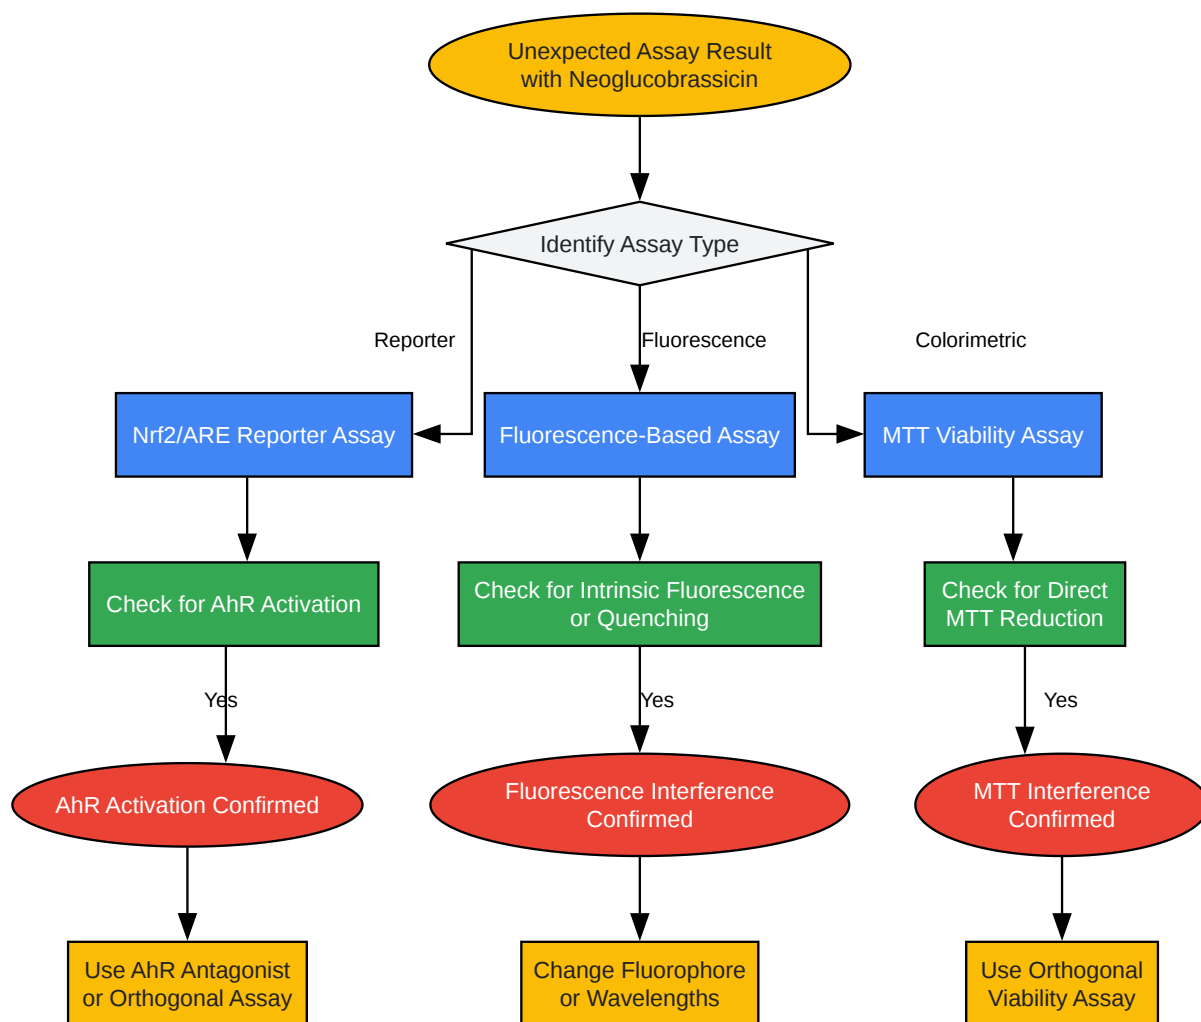 Unexpected Assay Result
with Neoglucobrassicin
Identify Assay Type
Reporter
Fluorescence
Colorimetric
Nrf2/ARE Reporter Assay
Fluorescence-Based Assay
MTT Viability Assay
Check for AhR Activation
Check for Intrinsic Fluorescence
or Quenching
Check for Direct
MTT Reduction
Yes
Yes
Yes
AhR Activation Confirmed
Fluorescence Interference
Confirmed
MTT Interference
Confirmed
Use AhR Antagonist
or Orthogonal Assay
Change Fluorophore
or Wavelengths
Use Orthogonal
Viability Assay